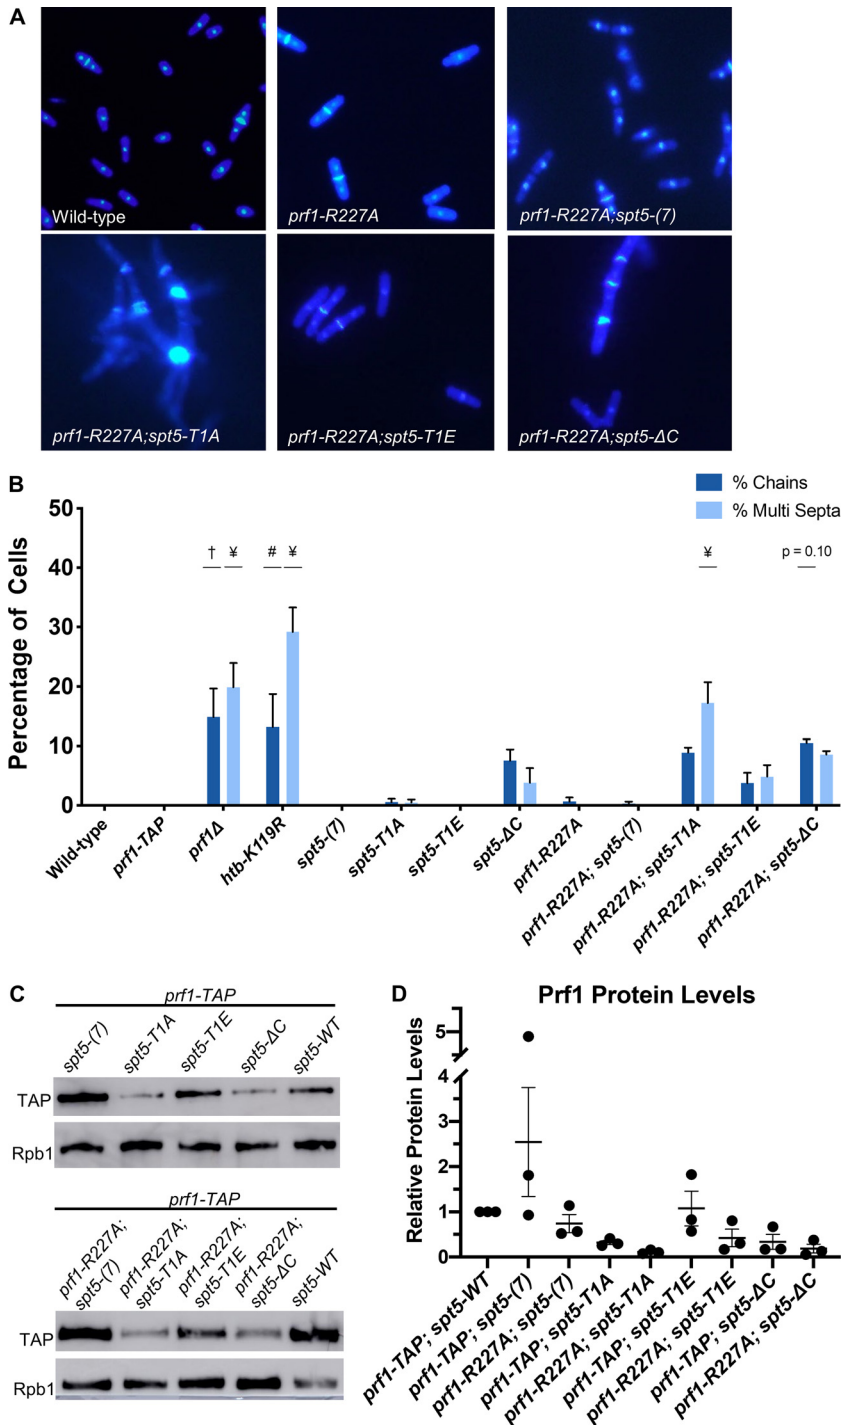 A
Wild-type
prf1-R227A
prf1-R227A;spt5-(7)
prf1-R227A;spt5-T1A
prf1-R227A;spt5-T1E
prf1-R227A;spt5-ΔC
B
% Chains
% Multi Septa
Percentage of Cells
50
40
30
20
10
0
† ¥ # ¥ ¥ p = 0.10
Wild-type
prf1-TAP
prf1Δ
htb-K119R
spt5-(7)
spt5-T1A
spt5-T1E
spt5-ΔC
prf1-R227A
prf1-R227A; spt5-(7)
prf1-R227A; spt5-T1A
prf1-R227A; spt5-T1E
prf1-R227A; spt5-ΔC
C
prf1-TAP
spt5-(7)
spt5-T1A
spt5-T1E
spt5-ΔC
spt5-WT
TAP
Rpb1
prf1-TAP
prf1-R227A;
spt5-(7)
prf1-R227A;
spt5-T1A
prf1-R227A;
spt5-T1E
prf1-R227A;
spt5-ΔC
spt5-WT
TAP
Rpb1
D
Prf1 Protein Levels
Relative Protein Levels
5
4
3
2
1
0
prf1-TAP; spt5-WT
prf1-TAP; spt5-(7)
prf1-R227A; spt5-(7)
prf1-TAP; spt5-T1A
prf1-R227A; spt5-T1A
prf1-TAP; spt5-T1E
prf1-R227A; spt5-T1E
prf1-TAP; spt5-ΔC
prf1-R227A; spt5-ΔC